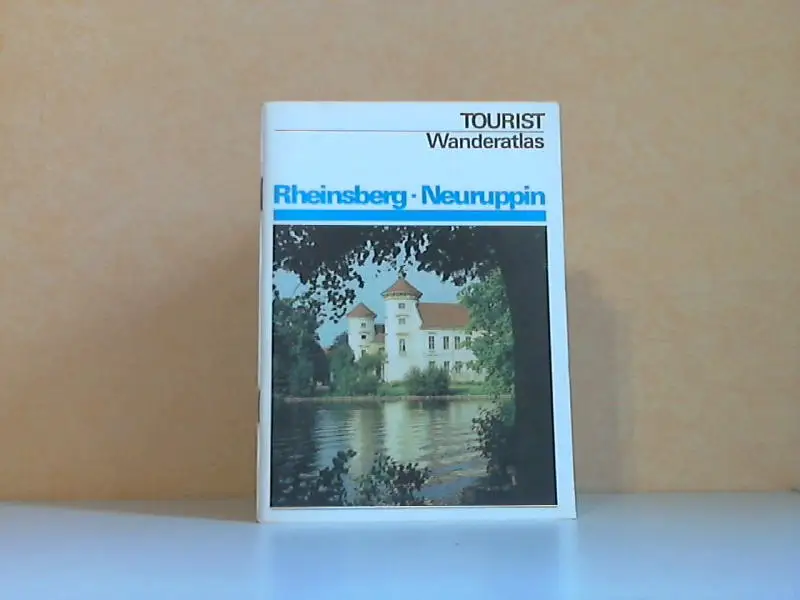 TOURIST
Wanderatlas
Rheinsberg · Neuruppin